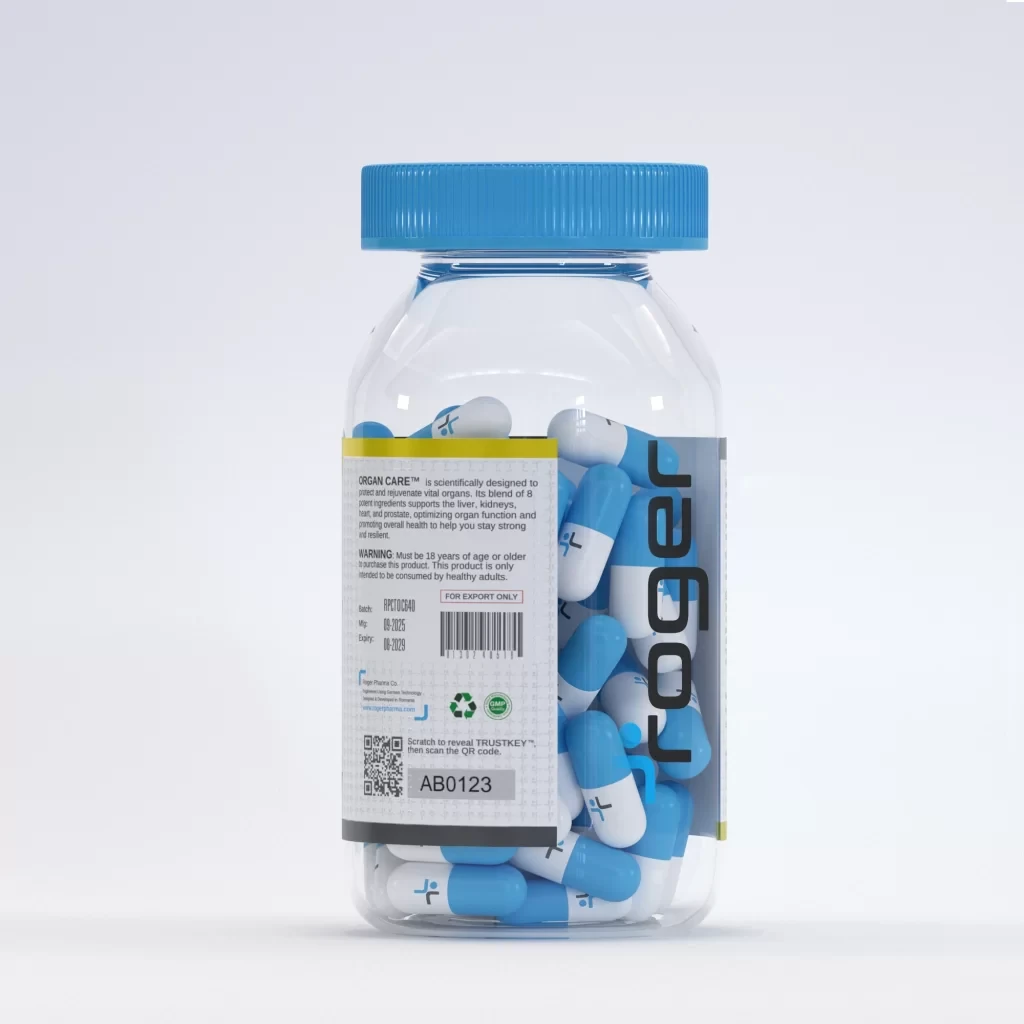 ORGAN CARE™ is scientifically designed to
protect and rejuvenate vital organs. Its blend of 8
potent ingredients supports the liver, kidneys,
heart, and prostate, optimizing organ function and
promoting overall health to help you stay strong
and resilient.
WARNING: Must be 18 years of age or older
to purchase this product. This product is only
intended to be consumed by healthy adults.
FOR EXPORT ONLY
Batch: RPCTOC640
Mfg: 09-2025
Expiry: 08-2029
Roger Pharma Co.
www.rogerpharma.com
GMP
Scratch to reveal TRUSTKEY™,
then scan the QR code.
AB0123
roger